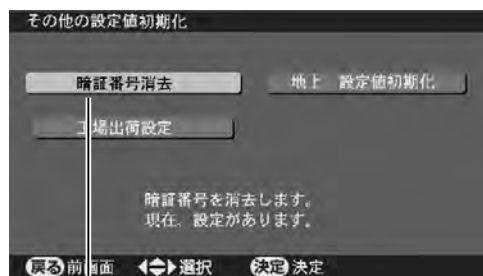 その他の設定値初期化
暗証番号消去
地上 設定値初期化
工場出荷設定
暗証番号を消去します。
現在、設定があります。
戻る 前画面 選択 決定 決定